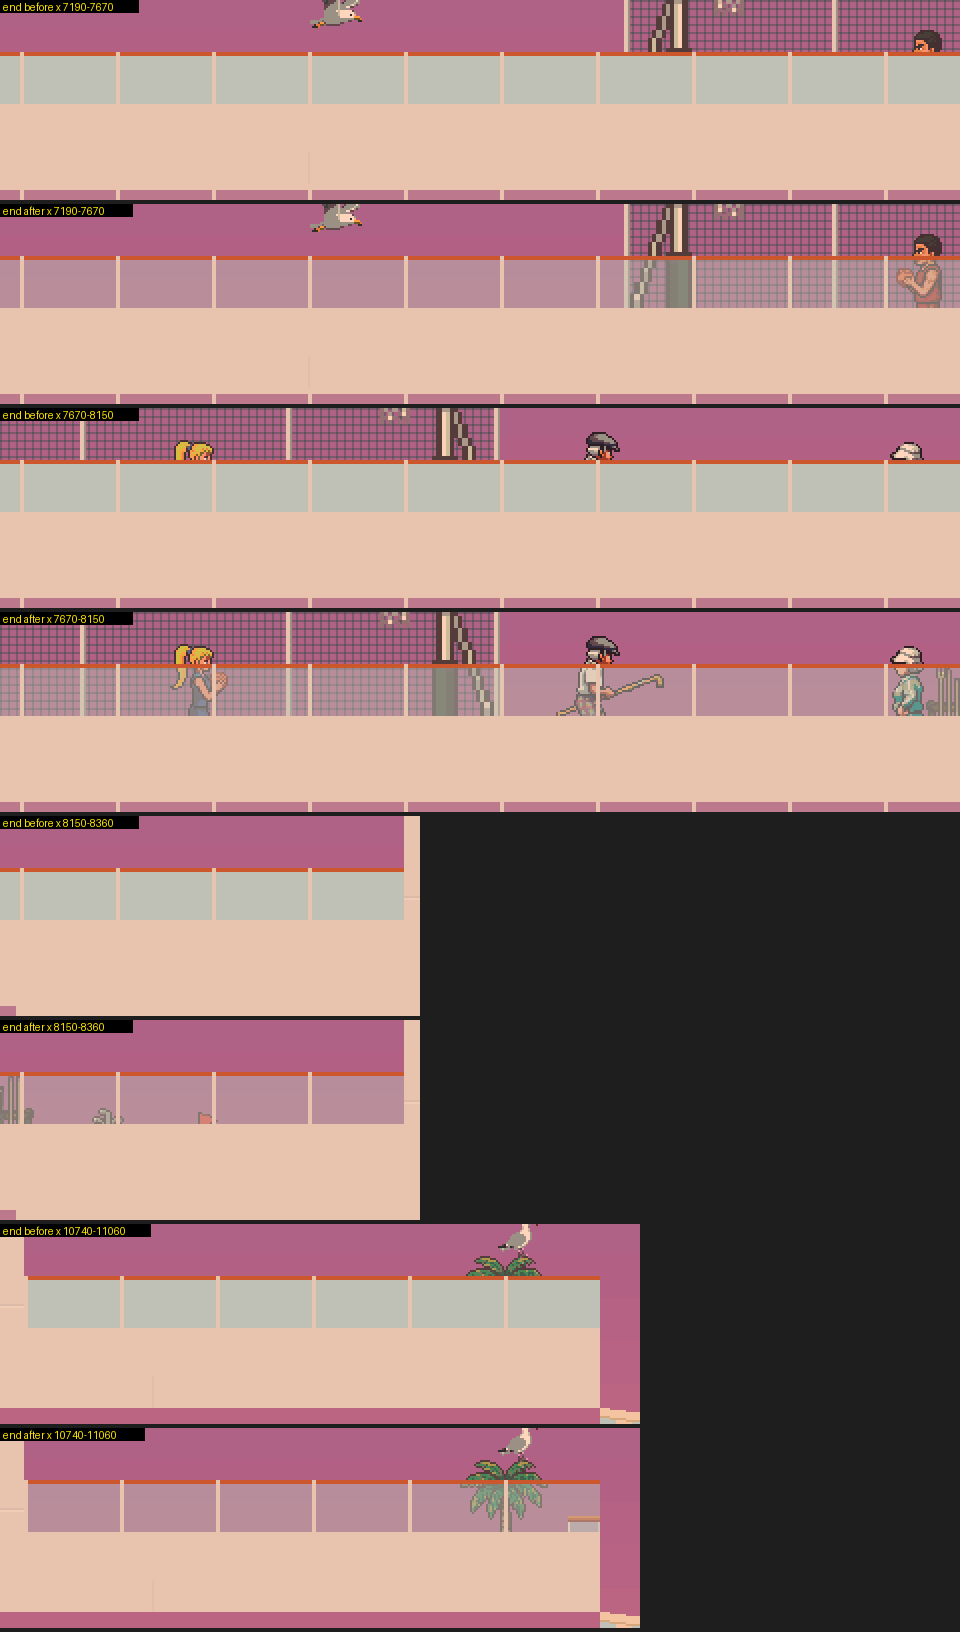 end before x 7190-7670
end after x 7190-7670
end before x 7670-8150
end after x 7670-8150
end before x 8150-8360
end after x 8150-8360
end before x 10740-11060
end after x 10740-11060